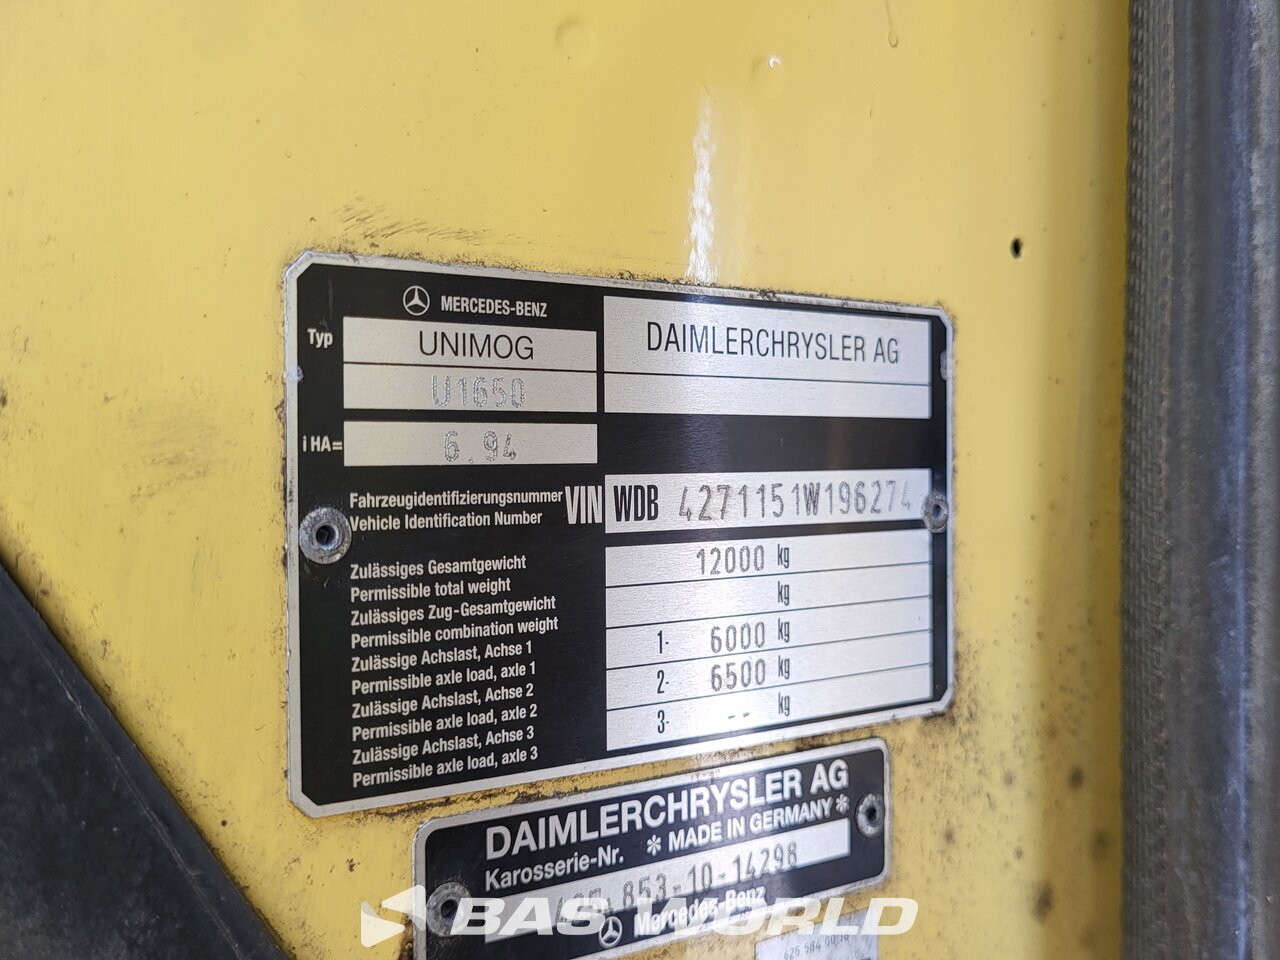 MERCEDES-BENZ
Typ UNIMOG
DAIMLERCHRYSLER AG
U1650
i HA= 6.94
Fahrzeugidentifizierungsnummer
Vehicle Identification Number
VIN WDB 4271151W196274
Zulässiges Gesamtgewicht
Permissible total weight
12000 kg
Zulässiges Zug-Gesamtgewicht
Permissible combination weight
kg
Zulässige Achslast, Achse 1
Permissible axle load, axle 1
1- 6000 kg
Zulässige Achslast, Achse 2
Permissible axle load, axle 2
2- 6500 kg
Zulässige Achslast, Achse 3
Permissible axle load, axle 3
3- -- kg
DAIMLERCHRYSLER AG
Karosserie-Nr. * MADE IN GERMANY *
853-10-14298
Mercedes-Benz
BAS WORLD